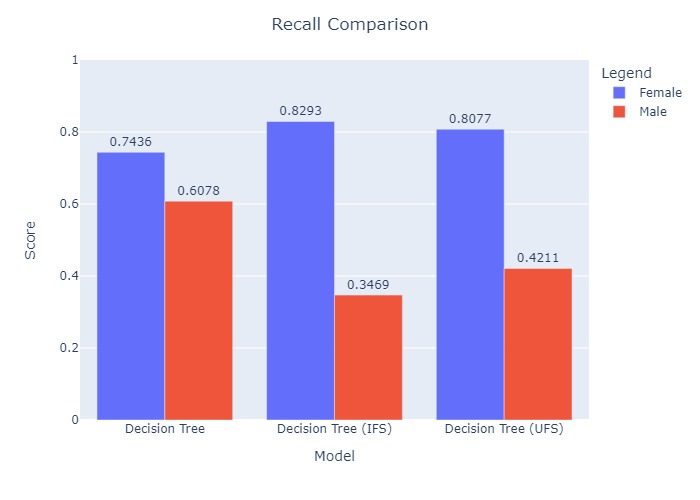 Recall Comparison
Legend
Female
Male
1
0.8
0.6
0.4
0.2
0
Score
0.7436
0.6078
0.8293
0.3469
0.8077
0.4211
Decision Tree
Decision Tree (IFS)
Decision Tree (UFS)
Model